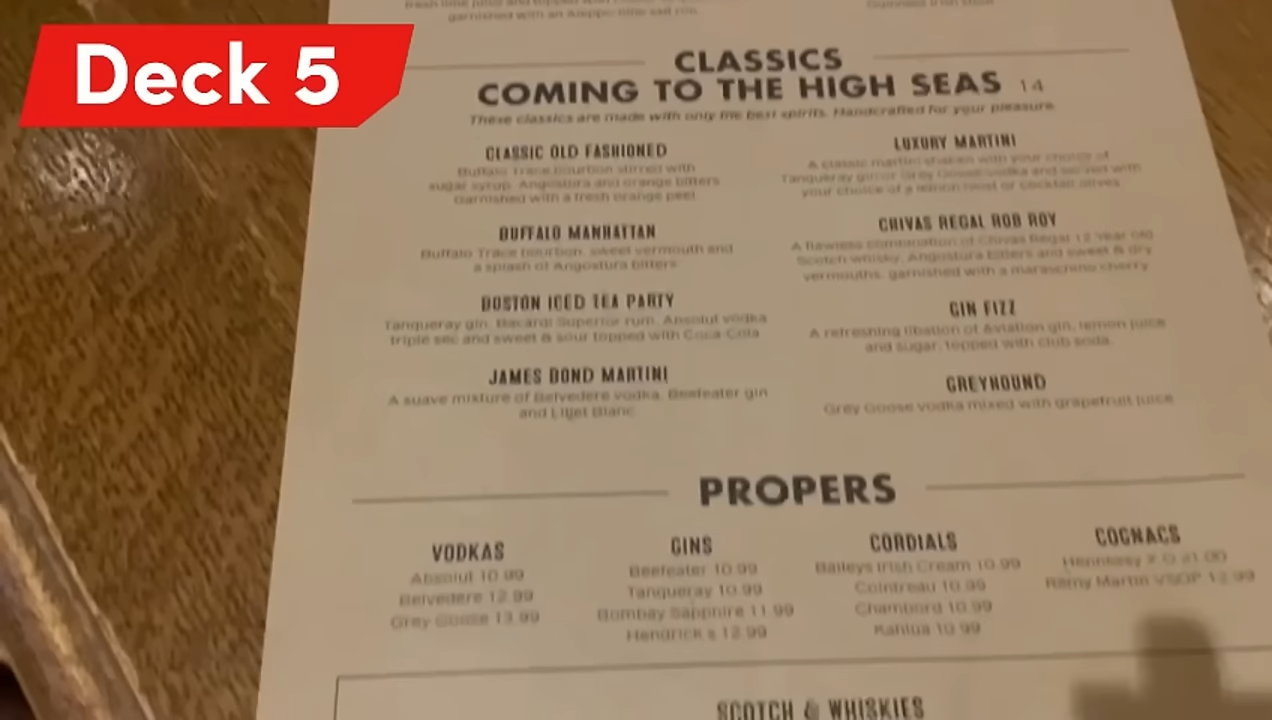 Deck 5
garnished with an Aleppo lime salt rim
CLASSICS
COMING TO THE HIGH SEAS 14
These classics are made with only the best spirits. Handcrafted for your pleasure
CLASSIC OLD FASHIONED
Buffalo Trace bourbon stirred with
sugar syrup, Angostura and orange bitters
Garnished with a fresh orange peel
BUFFALO MANHATTAN
Buffalo Trace bourbon, sweet vermouth and
a splash of Angostura bitters
BOSTON ICED TEA PARTY
Tanqueray gin, Bacardi Superior rum, Absolut vodka
triple sec and sweet & sour topped with Coca-Cola
JAMES BOND MARTINI
A suave mixture of Belvedere vodka, Beefeater gin
and Lillet Blanc
LUXURY MARTINI
A classic martini shaken with your choice of
Tanqueray gin or Grey Goose vodka and served with
your choice of a lemon twist or cocktail olives
CHIVAS REGAL ROB ROY
A flawless combination of Chivas Regal 12 Year Old
Scotch whisky, Angostura bitters and sweet & dry
vermouths, garnished with a maraschino cherry
GIN FIZZ
A refreshing libation of Aviation gin, lemon juice
and sugar, topped with club soda
GREYHOUND
Grey Goose vodka mixed with grapefruit juice
PROPERS
VODKAS
Absolut 10.99
Belvedere 12.99
Grey Goose 13.99
GINS
Beefeater 10.99
Tanqueray 10.99
Bombay Sapphire 11.99
Hendrick's 12.99
CORDIALS
Baileys Irish Cream 10.99
Cointreau 10.99
Chambord 10.99
Kahlua 10.99
COGNACS
Hennessy X.O 21.00
Rémy Martin VSOP 12.99
SCOTCH & WHISKIES